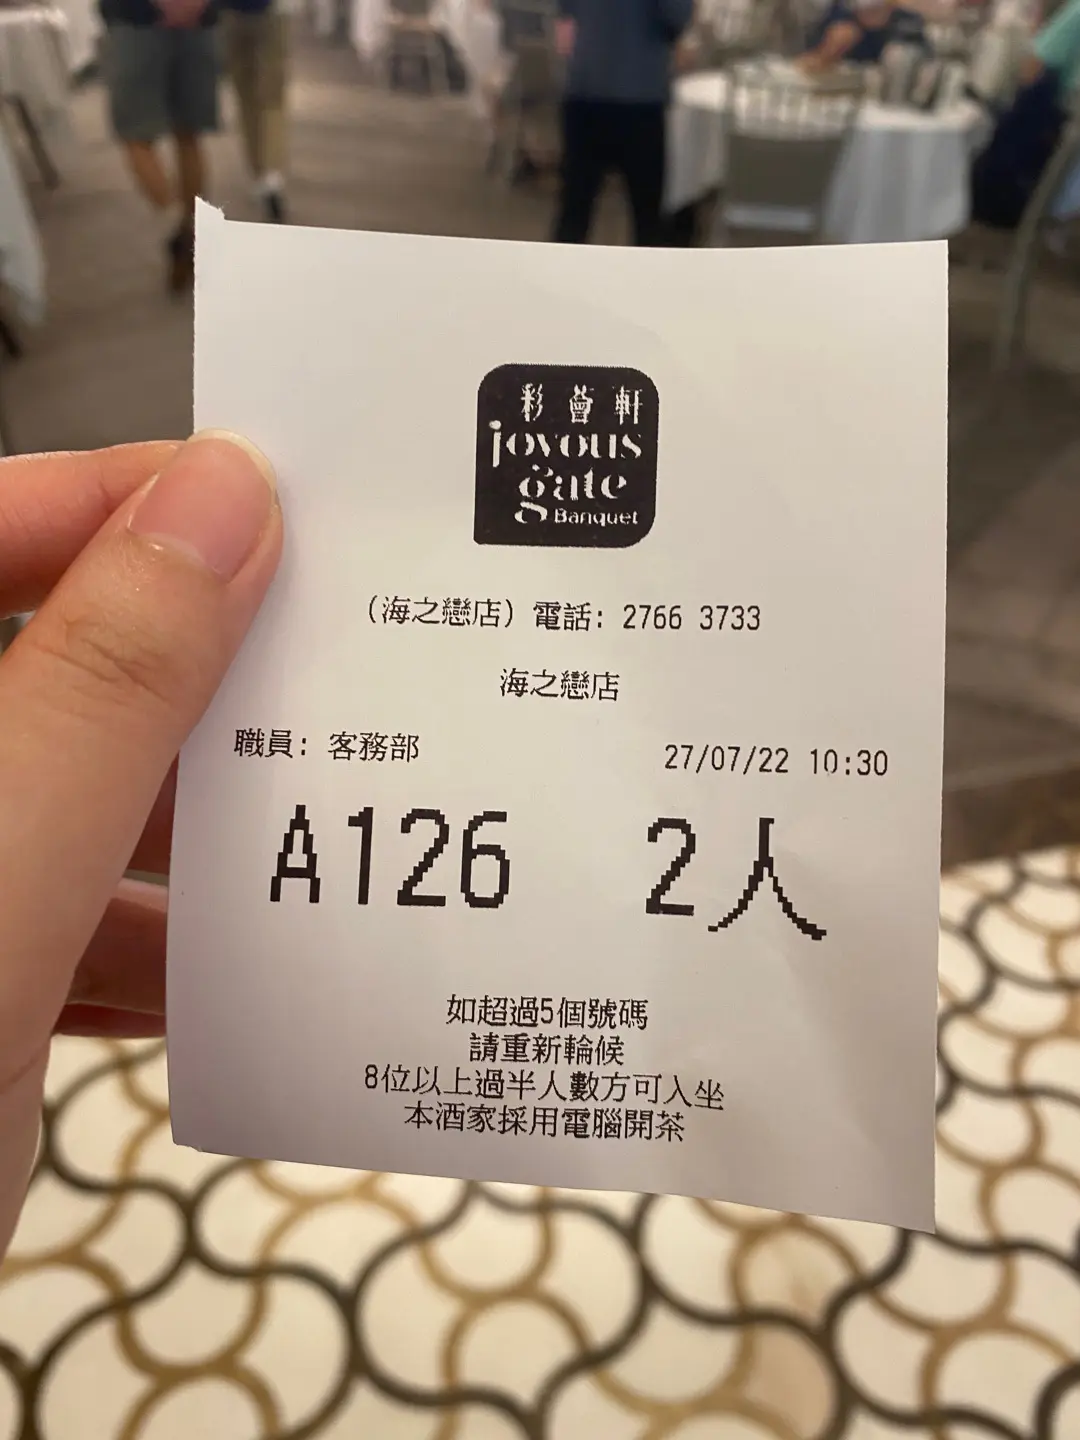 彩薈軒
joyous
gate
Banquet
(海之戀店) 電話: 2766 3733
海之戀店
職員: 客務部 27/07/22 10:30
A126 2人
如超過5個號碼
請重新輪候
8位以上過半人數方可入坐
本酒家採用電腦開茶